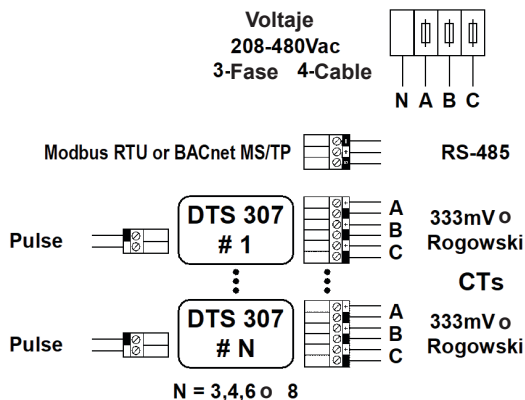 Voltaje
208-480Vac
3-Fase 4-Cable
N A B C
Modbus RTU or BACnet MS/TP
RS-485
Pulse
DTS 307
# 1
A
B
C
333mV o
Rogowski
CTs
Pulse
DTS 307
# N
A
B
C
333mV o
Rogowski
N = 3,4,6 o 8